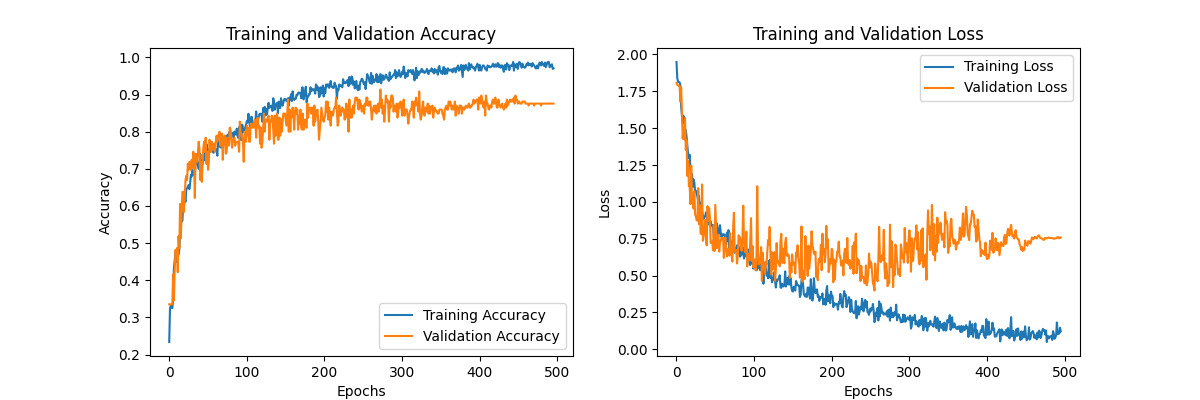 Training and Validation Accuracy
1.0
0.9
0.8
0.7
0.6
0.5
0.4
0.3
0.2
Accuracy
0 100 200 300 400 500
Epochs
Training Accuracy
Validation Accuracy
Training and Validation Loss
2.00
1.75
1.50
1.25
1.00
0.75
0.50
0.25
0.00
Loss
0 100 200 300 400 500
Epochs
Training Loss
Validation Loss